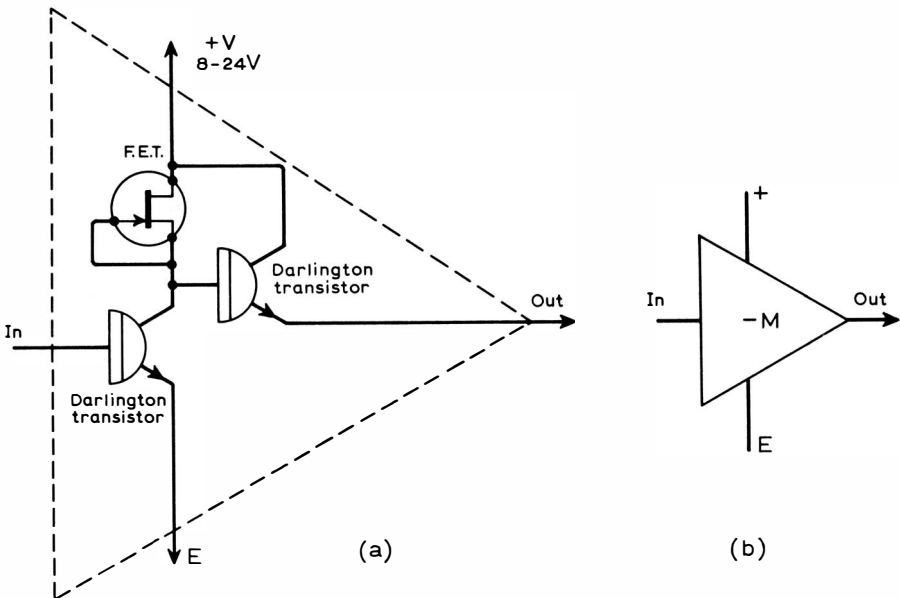 +V
8-24V
F.E.T.
Darlington
transistor
Out
In
Darlington
transistor
E
(a)
+
In
-M
Out
E
(b)